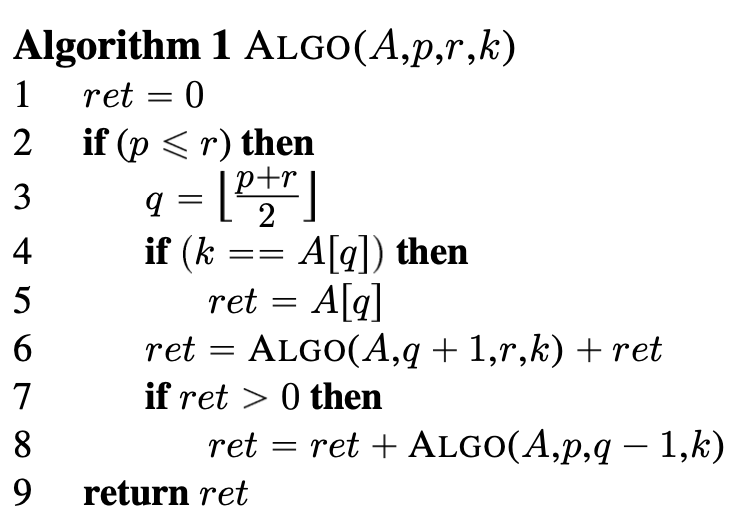 Algorithm 1 ALGO(A,p,r,k)
1 ret = 0
2 if (p ⩽ r) then
3 q = ⌊(p+r)/2⌋
4 if (k == A[q]) then
5 ret = A[q]
6 ret = ALGO(A,q + 1,r,k) + ret
7 if ret > 0 then
8 ret = ret + ALGO(A,p,q − 1,k)
9 return ret